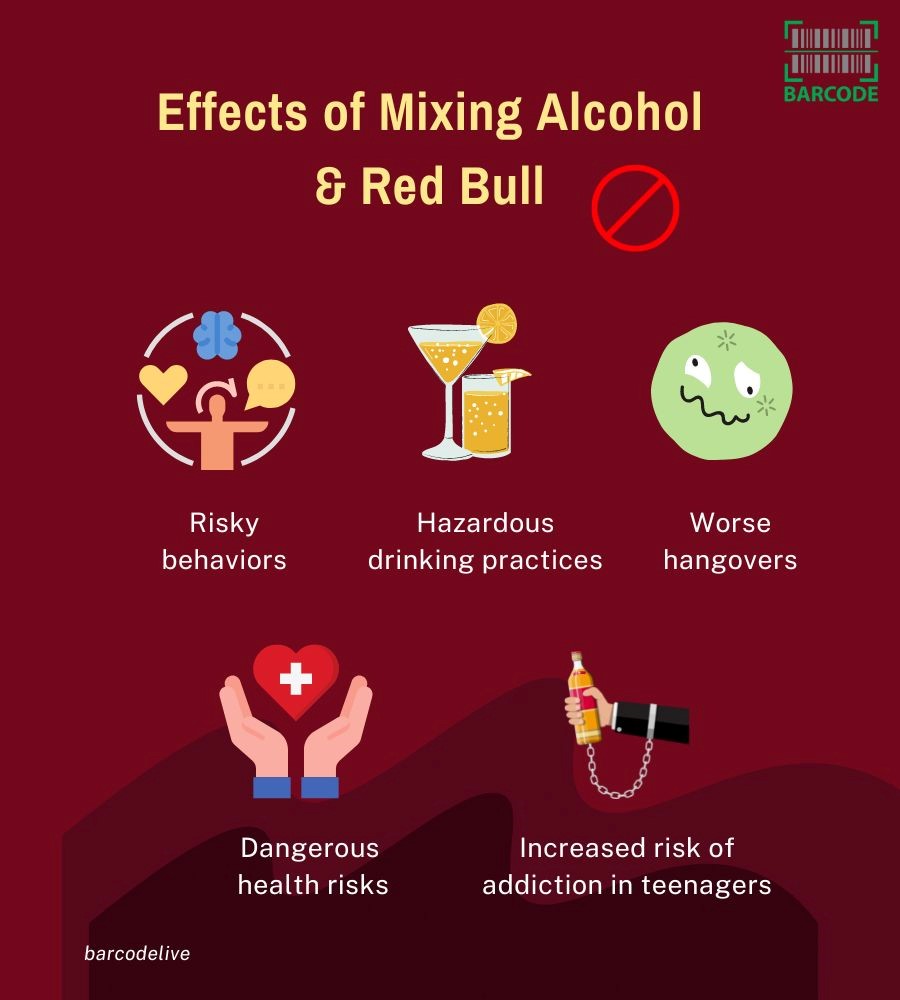 BARCODE
Effects of Mixing Alcohol
& Red Bull
Risky
behaviors
Hazardous
drinking practices
Worse
hangovers
Dangerous
health risks
Increased risk of
addiction in teenagers
barcodelive